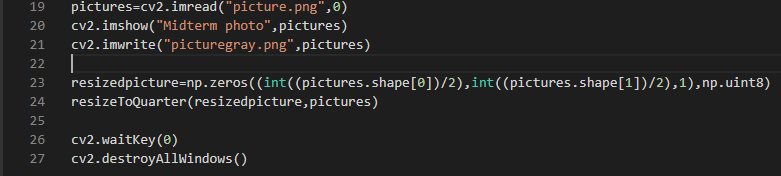 19 pictures=cv2.imread("picture.png",0)
20 cv2.imshow("Midterm photo",pictures)
21 cv2.imwrite("picturegray.png",pictures)
22
23 resizedpicture=np.zeros((int((pictures.shape[0])/2),int((pictures.shape[1])/2),1),np.uint8)
24 resizeToQuarter(resizedpicture,pictures)
25
26 cv2.waitKey(0)
27 cv2.destroyAllWindows()